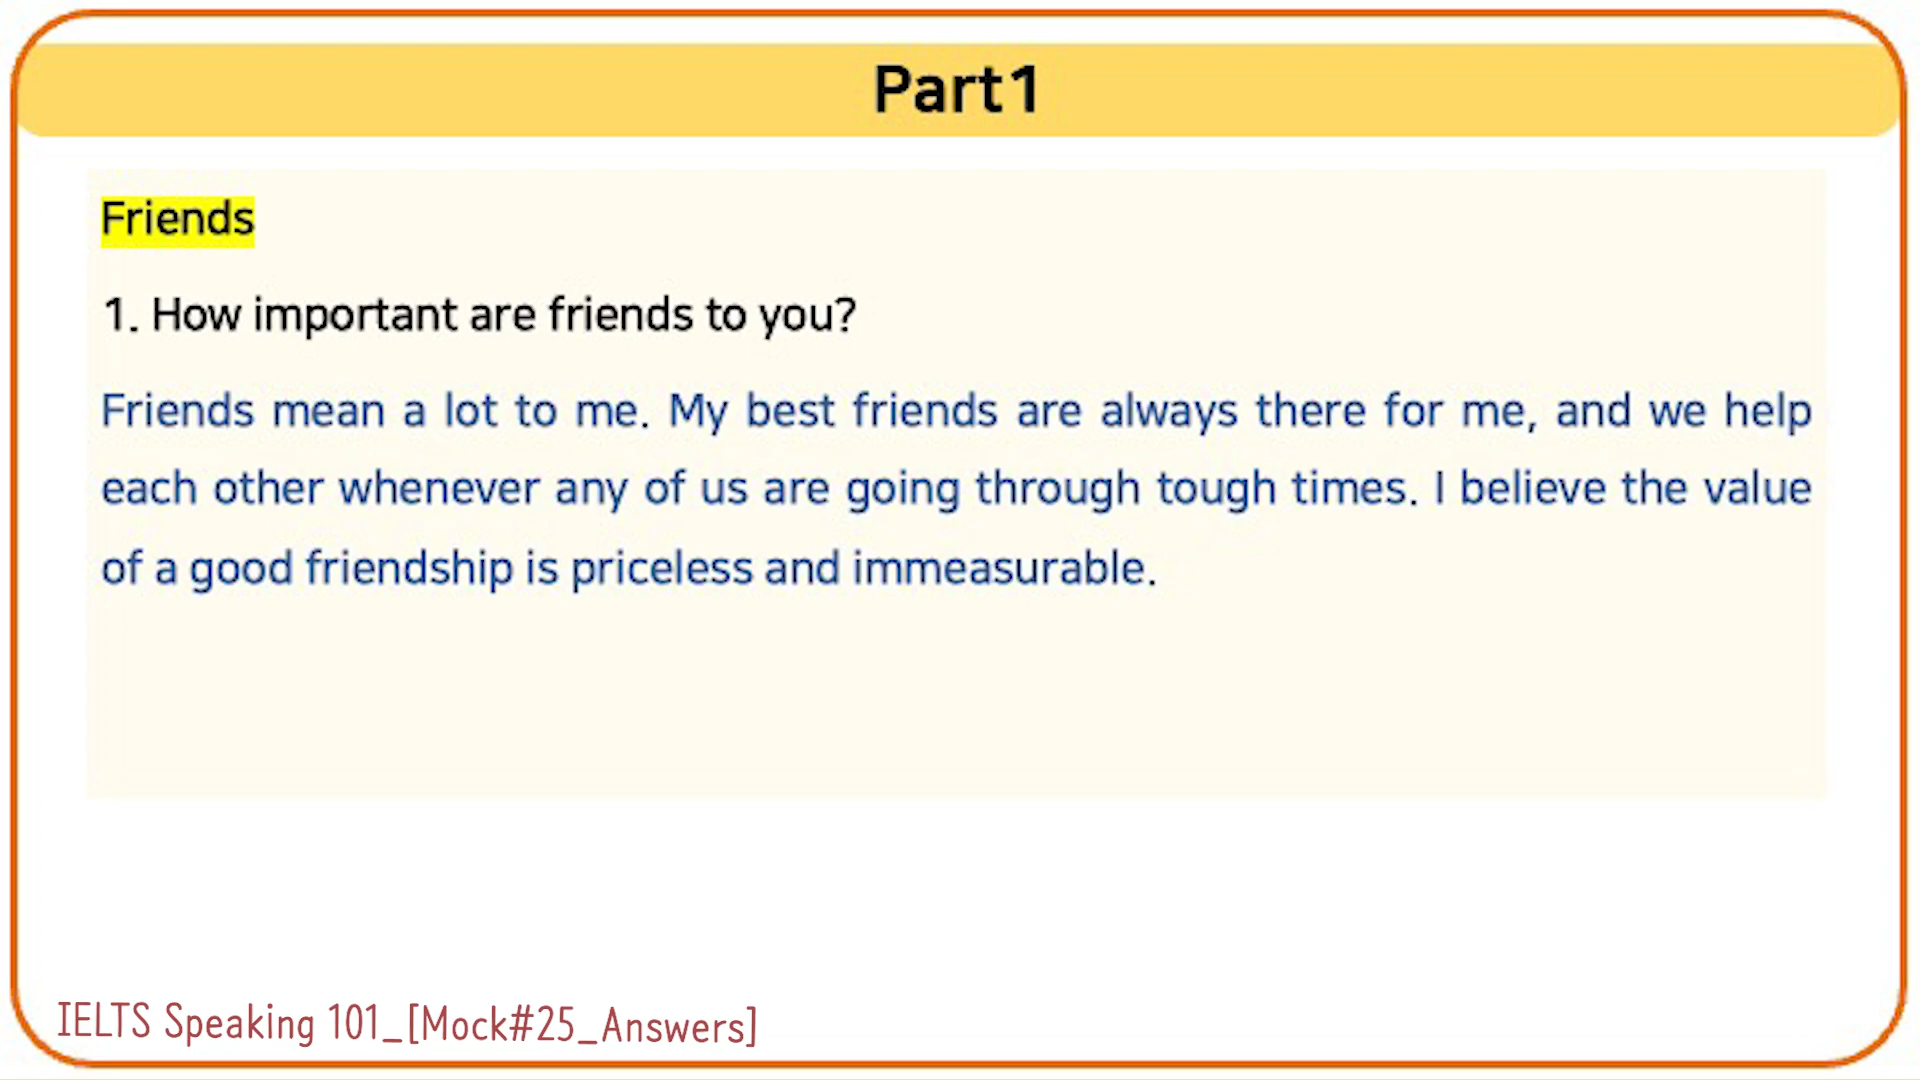 Part1
Friends
1. How important are friends to you?
Friends mean a lot to me. My best friends are always there for me, and we help
each other whenever any of us are going through tough times. I believe the value
of a good friendship is priceless and immeasurable.
IELTS Speaking 101_[Mock#25_Answers]